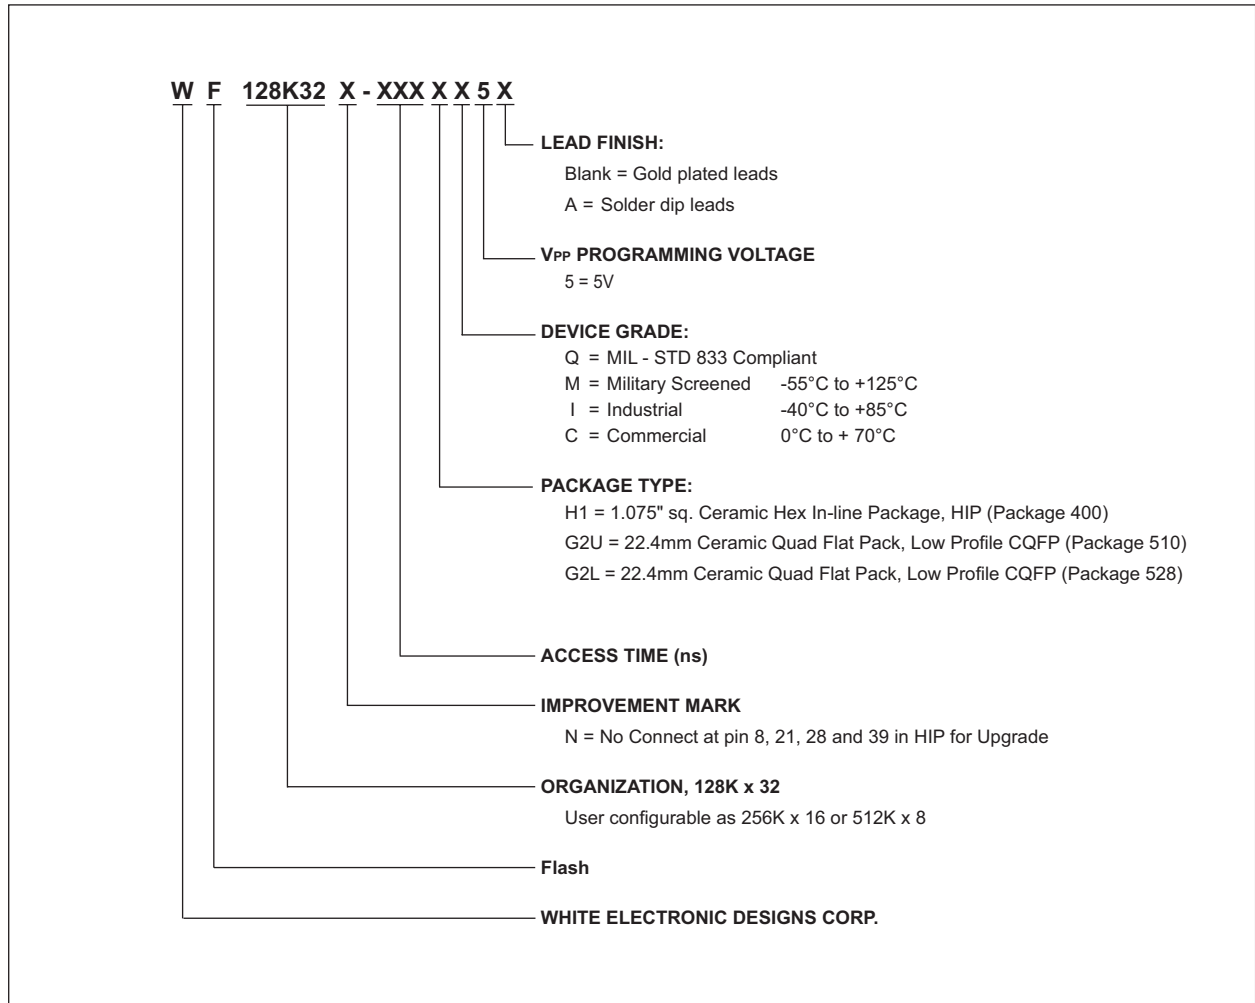 W F 128K32 X - XXX X X 5 X
LEAD FINISH:
Blank = Gold plated leads
A = Solder dip leads
VPP PROGRAMMING VOLTAGE
5 = 5V
DEVICE GRADE:
Q = MIL - STD 833 Compliant
M = Military Screened -55°C to +125°C
I = Industrial -40°C to +85°C
C = Commercial 0°C to + 70°C
PACKAGE TYPE:
H1 = 1.075" sq. Ceramic Hex In-line Package, HIP (Package 400)
G2U = 22.4mm Ceramic Quad Flat Pack, Low Profile CQFP (Package 510)
G2L = 22.4mm Ceramic Quad Flat Pack, Low Profile CQFP (Package 528)
ACCESS TIME (ns)
IMPROVEMENT MARK
N = No Connect at pin 8, 21, 28 and 39 in HIP for Upgrade
ORGANIZATION, 128K x 32
User configurable as 256K x 16 or 512K x 8
Flash
WHITE ELECTRONIC DESIGNS CORP.